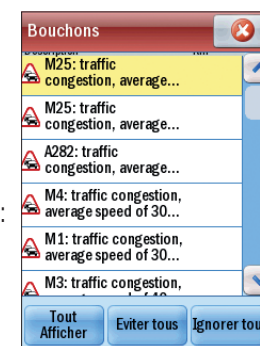 Bouchons
M25: traffic
congestion, average...
M25: traffic
congestion, average...
A282: traffic
congestion, average...
:
M4: traffic congestion,
average speed of 30...
M1: traffic congestion,
average speed of 30...
M3: traffic congestion,
Tout
Afficher
Eviter tous
Ignorer tou